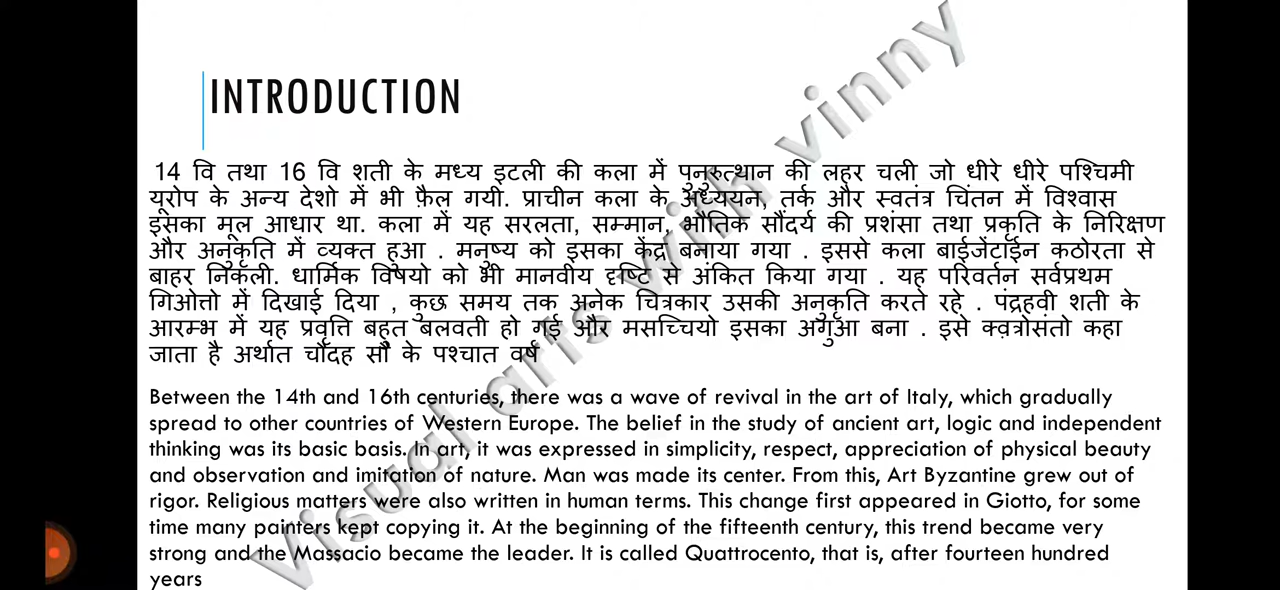 INTRODUCTION
14 वि तथा 16 वि शती के मध्य इटली की कला में पुनुरुत्थान की लहर चली जो धीरे धीरे पश्चिमी
यूरोप के अन्य देशो में भी फ़ैल गयी. प्राचीन कला के अध्ययन, तर्क और स्वतंत्र चिंतन में विश्वास
इसका मूल आधार था. कला में यह सरलता, सम्मान, भौतिक सौंदर्य की प्रशंसा तथा प्रकृति के निरिक्षण
और अनुकृति में व्यक्त हुआ . मनुष्य को इसका केंद्र बनाया गया . इससे कला बाईजेंटाईन कठोरता से
बाहर निकली. धार्मिक विषयो को भी मानवीय दृष्टि से अंकित किया गया . यह परिवर्तन सर्वप्रथम
गिओत्तो में दिखाई दिया , कुछ समय तक अनेक चित्रकार उसकी अनुकृति करते रहे . पंद्रहवी शती के
आरम्भ में यह प्रवृत्ति बहुत बलवती हो गई और मसच्चियो इसका अगुआ बना . इसे क्वत्रोसंतो कहा
जाता है अर्थात चौदह सौ के पश्चात वर्ष
Between the 14th and 16th centuries, there was a wave of revival in the art of Italy, which gradually
spread to other countries of Western Europe. The belief in the study of ancient art, logic and independent
thinking was its basic basis. In art, it was expressed in simplicity, respect, appreciation of physical beauty
and observation and imitation of nature. Man was made its center. From this, Art Byzantine grew out of
rigor. Religious matters were also written in human terms. This change first appeared in Giotto, for some
time many painters kept copying it. At the beginning of the fifteenth century, this trend became very
strong and the Massacio became the leader. It is called Quattrocento, that is, after fourteen hundred
years
Visual arts with vinny